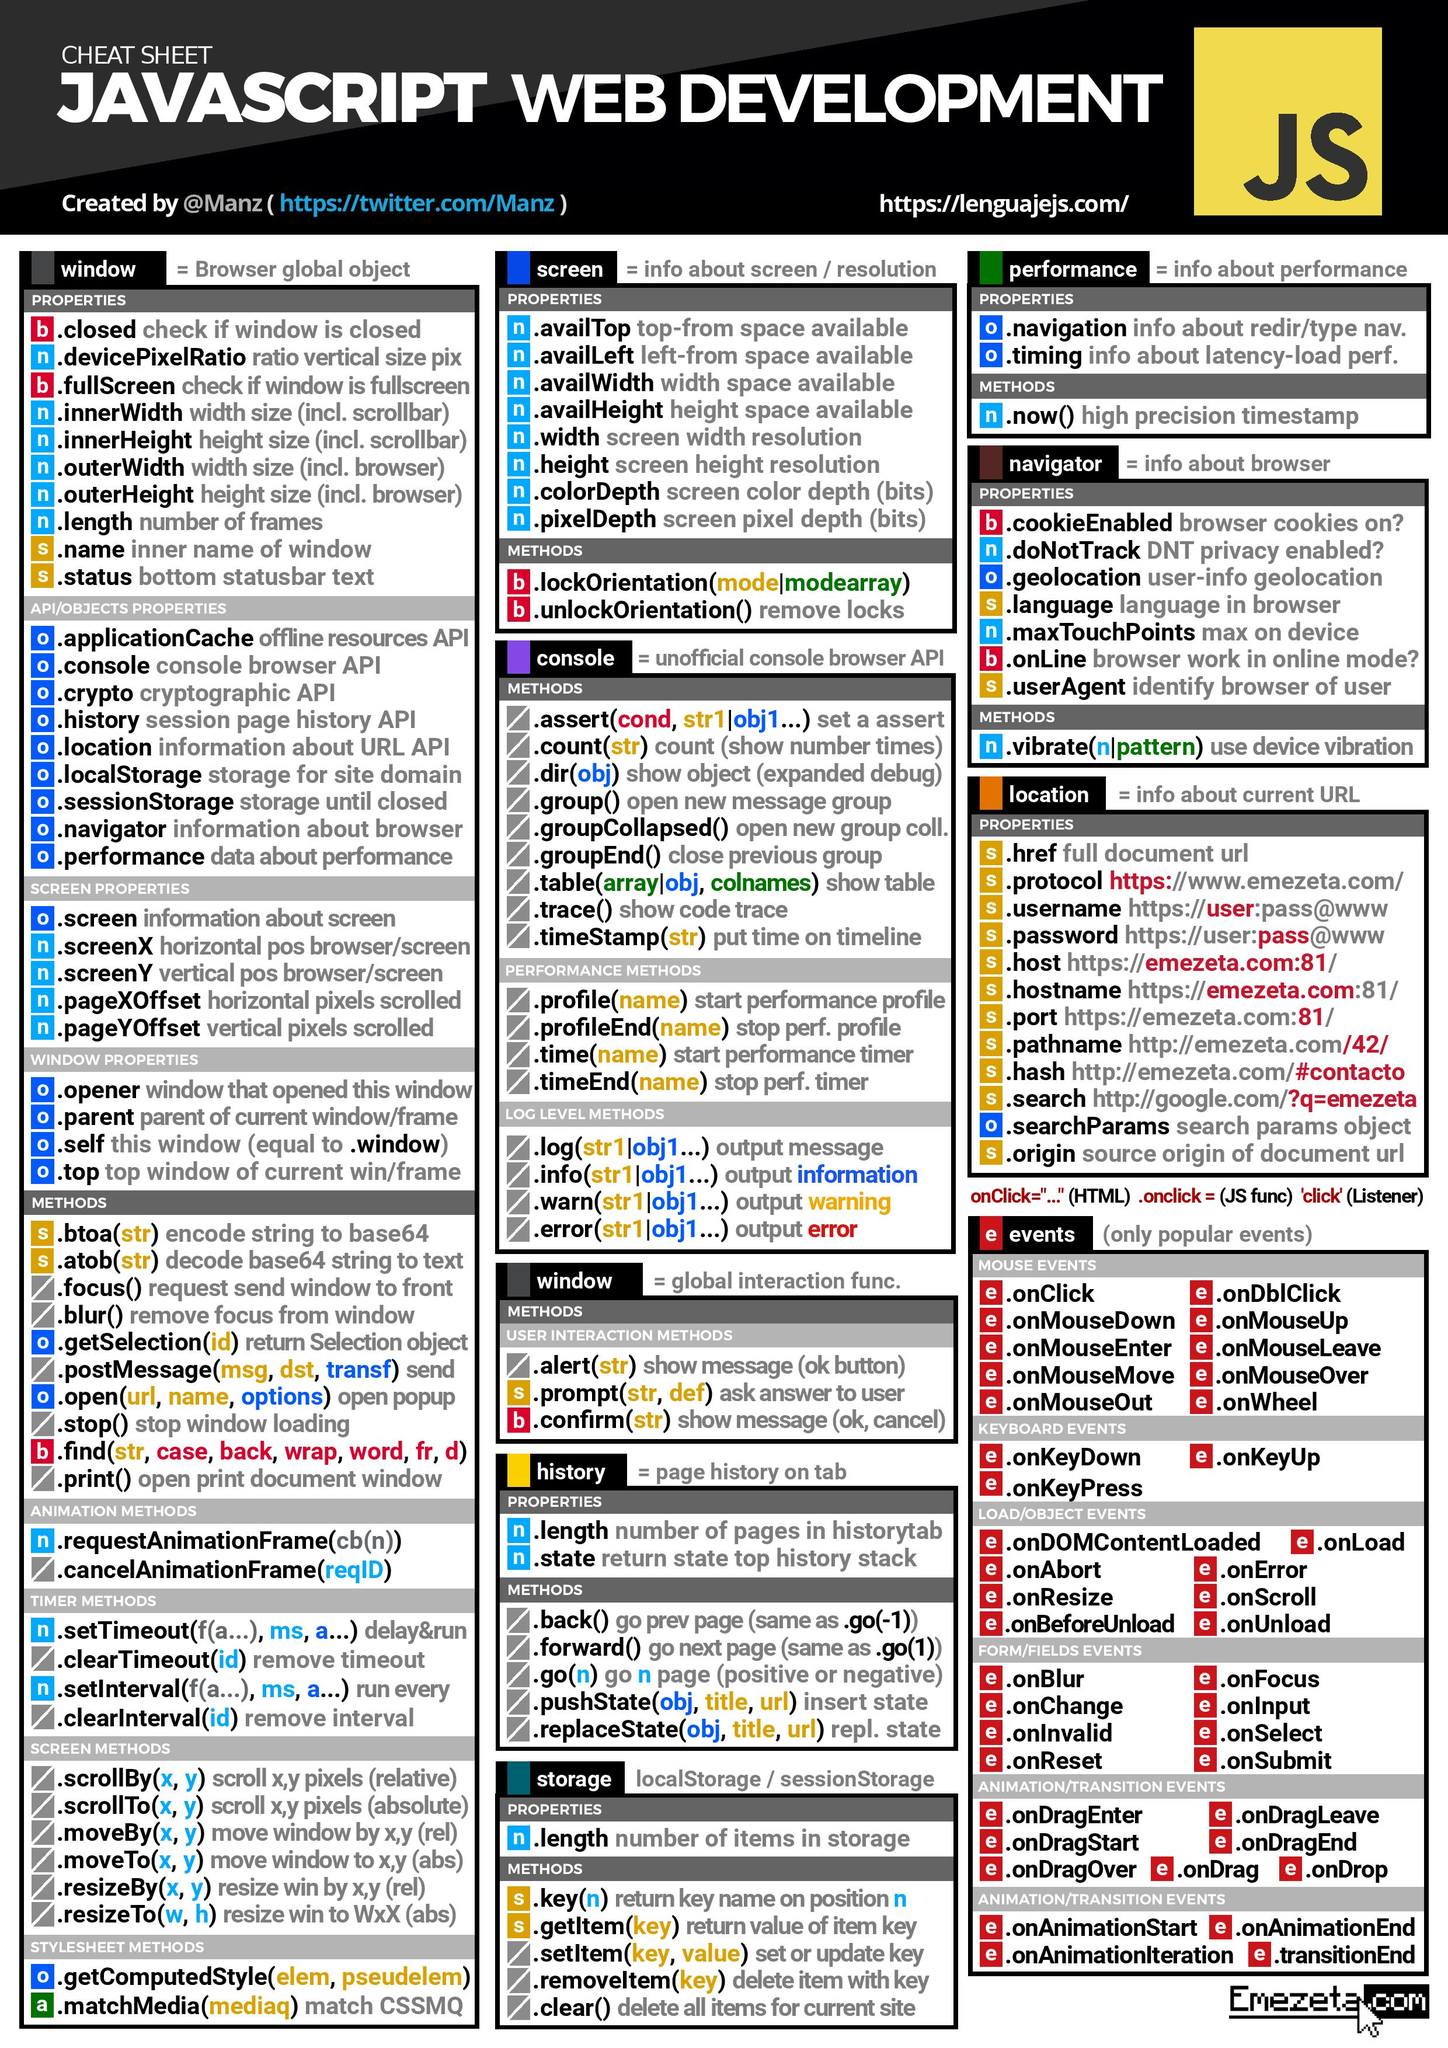 CHEAT SHEET
JAVASCRIPT WEB DEVELOPMENT
JS
Created by @Manz ( https://twitter.com/Manz )
https://lenguajejs.com/
window = Browser global object
PROPERTIES
b .closed check if window is closed
n .devicePixelRatio ratio vertical size pix
b .fullScreen check if window is fullscreen
n .innerWidth width size (incl. scrollbar)
n .innerHeight height size (incl. scrollbar)
n .outerWidth width size (incl. browser)
n .outerHeight height size (incl. browser)
n .length number of frames
s .name inner name of window
s .status bottom statusbar text
API/OBJECTS PROPERTIES
o .applicationCache offline resources API
o .console console browser API
o .crypto cryptographic API
o .history session page history API
o .location information about URL API
o .localStorage storage for site domain
o .sessionStorage storage until closed
o .navigator information about browser
o .performance data about performance
SCREEN PROPERTIES
o .screen information about screen
n .screenX horizontal pos browser/screen
n .screenY vertical pos browser/screen
n .pageXOffset horizontal pixels scrolled
n .pageYOffset vertical pixels scrolled
WINDOW PROPERTIES
o .opener window that opened this window
o .parent parent of current window/frame
o .self this window (equal to .window)
o .top top window of current win/frame
METHODS
s .btoa(str) encode string to base64
s .atob(str) decode base64 string to text
.focus() request send window to front
.blur() remove focus from window
o .getSelection(id) return Selection object
.postMessage(msg, dst, transf) send
o .open(url, name, options) open popup
.stop() stop window loading
b .find(str, case, back, wrap, word, fr, d)
.print() open print document window
ANIMATION METHODS
n .requestAnimationFrame(cb(n))
.cancelAnimationFrame(reqID)
TIMER METHODS
n .setTimeout(f(a...), ms, a...) delay&run
.clearTimeout(id) remove timeout
n .setInterval(f(a...), ms, a...) run every
.clearInterval(id) remove interval
SCREEN METHODS
.scrollBy(x, y) scroll x,y pixels (relative)
.scrollTo(x, y) scroll x,y pixels (absolute)
.moveBy(x, y) move window by x,y (rel)
.moveTo(x, y) move window to x,y (abs)
.resizeBy(x, y) resize win by x,y (rel)
.resizeTo(w, h) resize win to WxX (abs)
STYLESHEET METHODS
o .getComputedStyle(elem, pseudelem)
a .matchMedia(mediaq) match CSSMQ
screen = info about screen / resolution
PROPERTIES
n .availTop top-from space available
n .availLeft left-from space available
n .availWidth width space available
n .availHeight height space available
n .width screen width resolution
n .height screen height resolution
n .colorDepth screen color depth (bits)
n .pixelDepth screen pixel depth (bits)
METHODS
b .lockOrientation(mode|modearray)
b .unlockOrientation() remove locks
console = unofficial console browser API
METHODS
.assert(cond, str1|obj1...) set a assert
.count(str) count (show number times)
.dir(obj) show object (expanded debug)
.group() open new message group
.groupCollapsed() open new group coll.
.groupEnd() close previous group
.table(array|obj, colnames) show table
.trace() show code trace
.timeStamp(str) put time on timeline
PERFORMANCE METHODS
.profile(name) start performance profile
.profileEnd(name) stop perf. profile
.time(name) start performance timer
.timeEnd(name) stop perf. timer
LOG LEVEL METHODS
.log(str1|obj1...) output message
.info(str1|obj1...) output information
.warn(str1|obj1...) output warning
.error(str1|obj1...) output error
window = global interaction func.
METHODS
USER INTERACTION METHODS
.alert(str) show message (ok button)
s .prompt(str, def) ask answer to user
b .confirm(str) show message (ok, cancel)
history = page history on tab
PROPERTIES
n .length number of pages in historytab
n .state return state top history stack
METHODS
.back() go prev page (same as .go(-1))
.forward() go next page (same as .go(1))
.go(n) go n page (positive or negative)
.pushState(obj, title, url) insert state
.replaceState(obj, title, url) repl. state
storage localStorage / sessionStorage
PROPERTIES
n .length number of items in storage
METHODS
s .key(n) return key name on position n
s .getItem(key) return value of item key
.setItem(key, value) set or update key
.removeItem(key) delete item with key
.clear() delete all items for current site
performance = info about performance
PROPERTIES
o .navigation info about redir/type nav.
o .timing info about latency-load perf.
METHODS
n .now() high precision timestamp
navigator = info about browser
PROPERTIES
b .cookieEnabled browser cookies on?
n .doNotTrack DNT privacy enabled?
o .geolocation user-info geolocation
s .language language in browser
n .maxTouchPoints max on device
b .onLine browser work in online mode?
s .userAgent identify browser of user
METHODS
n .vibrate(n|pattern) use device vibration
location = info about current URL
PROPERTIES
s .href full document url
s .protocol https://www.emezeta.com/
s .username https://user:pass@www
s .password https://user:pass@www
s .host https://emezeta.com:81/
s .hostname https://emezeta.com:81/
s .port https://emezeta.com:81/
s .pathname http://emezeta.com/42/
s .hash http://emezeta.com/#contacto
s .search http://google.com/?q=emezeta
o .searchParams search params object
s .origin source origin of document url
onClick="..." (HTML) .onclick = (JS func) 'click' (Listener)
e events (only popular events)
MOUSE EVENTS
e .onClick e .onDblClick
e .onMouseDown e .onMouseUp
e .onMouseEnter e .onMouseLeave
e .onMouseMove e .onMouseOver
e .onMouseOut e .onWheel
KEYBOARD EVENTS
e .onKeyDown e .onKeyUp
e .onKeyPress
LOAD/OBJECT EVENTS
e .onDOMContentLoaded e .onLoad
e .onAbort e .onError
e .onResize e .onScroll
e .onBeforeUnload e .onUnload
FORM/FIELDS EVENTS
e .onBlur e .onFocus
e .onChange e .onInput
e .onInvalid e .onSelect
e .onReset e .onSubmit
ANIMATION/TRANSITION EVENTS
e .onDragEnter e .onDragLeave
e .onDragStart e .onDragEnd
e .onDragOver e .onDrag e .onDrop
ANIMATION/TRANSITION EVENTS
e .onAnimationStart e .onAnimationEnd
e .onAnimationIteration e .transitionEnd
Emezeta.com